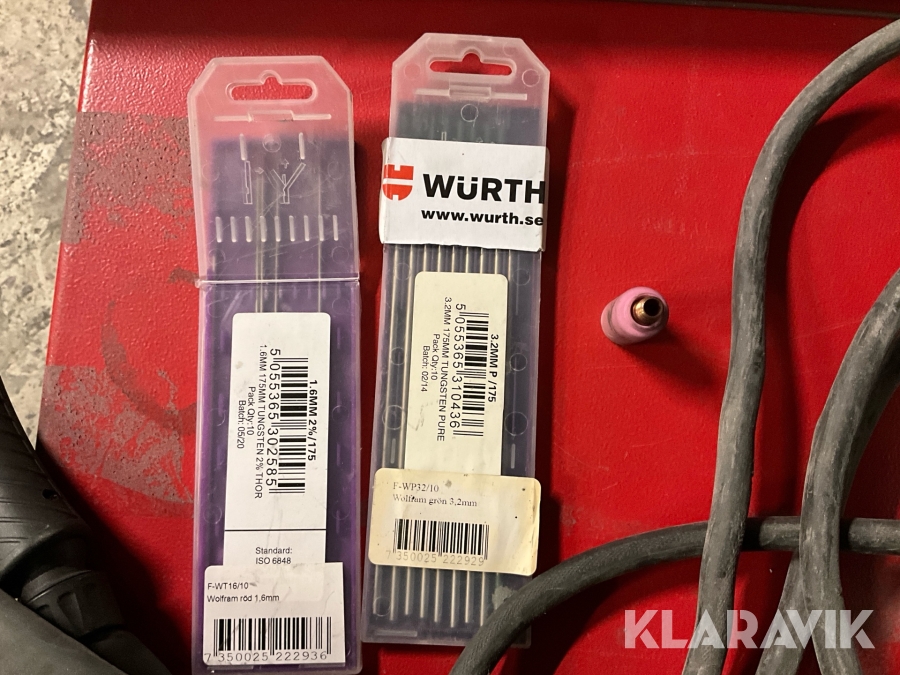 WÜRTH
www.wurth.se
1.6MM 2%/175
5 055365 302585
1.6MM 175MM TUNGSTEN 2% THOR
Pack Qty:10
Batch: 05/20
Standard:
ISO 6848
F-WT16/10
Wolfram röd 1,6mm
7 350025 222936
3.2MM P /175
5 055365 310436
3.2MM 175MM TUNGSTEN PURE
Pack Qty:10
Batch: 02/14
F-WP32/10
Wolfram grön 3,2mm
7 350025 222929
KLARAVIK